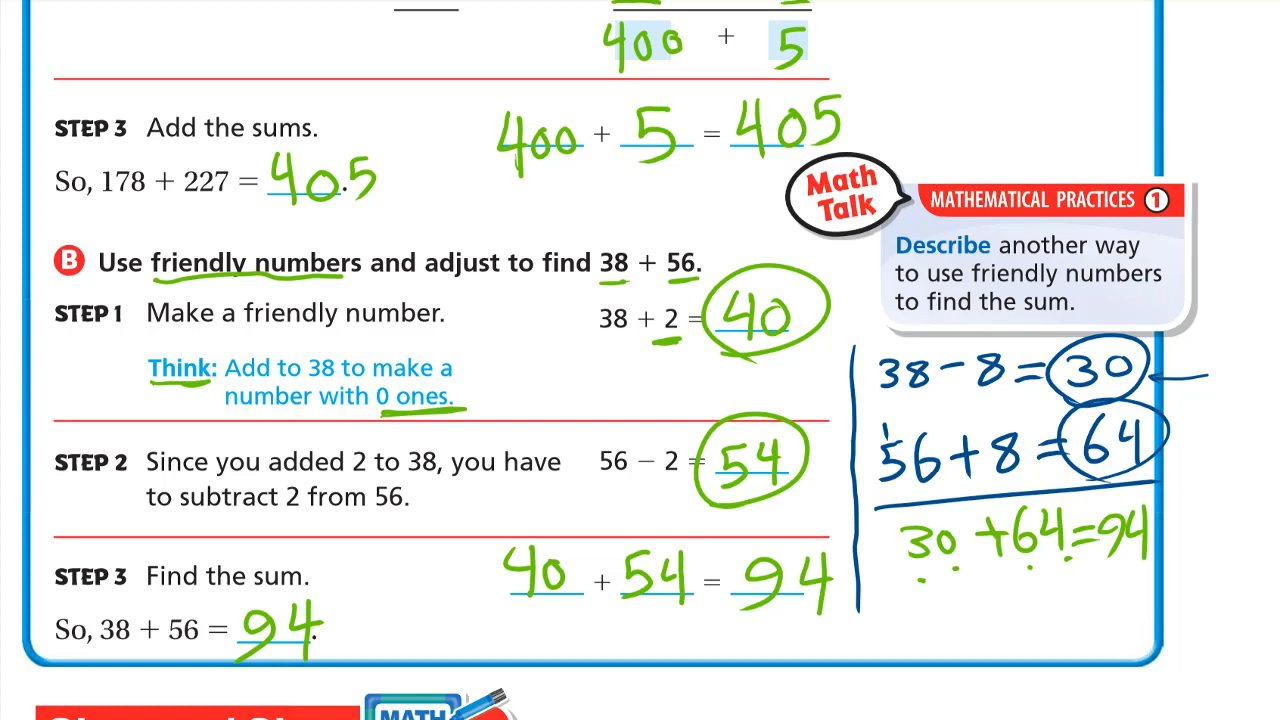 400 + 5
STEP 3 Add the sums.
400 + 5 = 405
So, 178 + 227 = 405.
Math Talk
MATHEMATICAL PRACTICES 1
Describe another way
to use friendly numbers
to find the sum.
B Use friendly numbers and adjust to find 38 + 56.
STEP 1 Make a friendly number.
38 + 2 = 40
Think: Add to 38 to make a
number with 0 ones.
STEP 2 Since you added 2 to 38, you have
to subtract 2 from 56.
56 − 2 = 54
STEP 3 Find the sum.
40 + 54 = 94
So, 38 + 56 = 94.
38 − 8 = 30
1
56 + 8 = 64
30 + 64 = 94
MATH